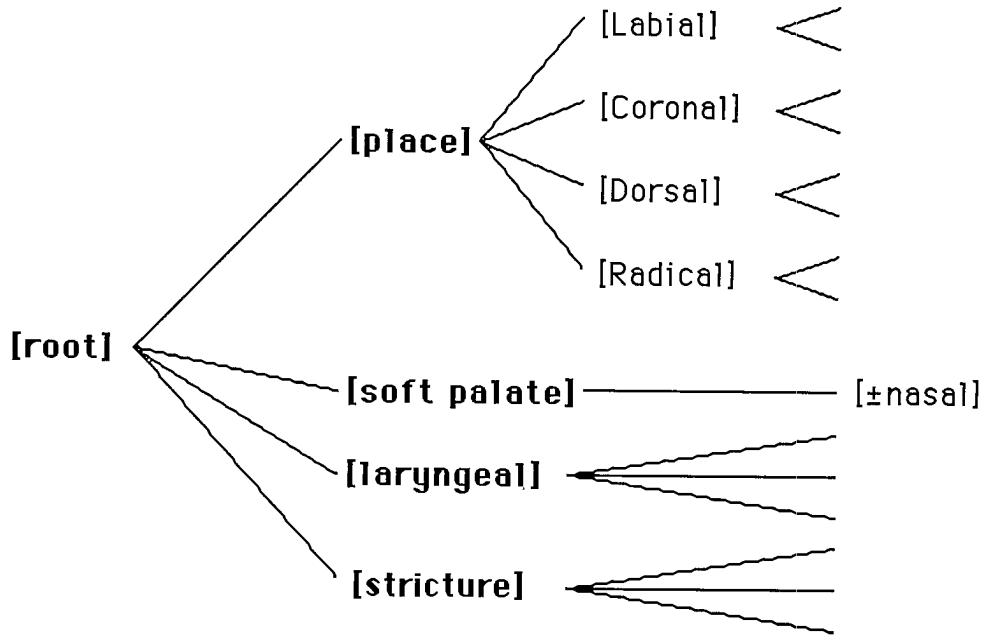 [Labial]
[Coronal]
[place]
[Dorsal]
[Radical]
[root]
[soft palate]
[±nasal]
[laryngeal]
[stricture]